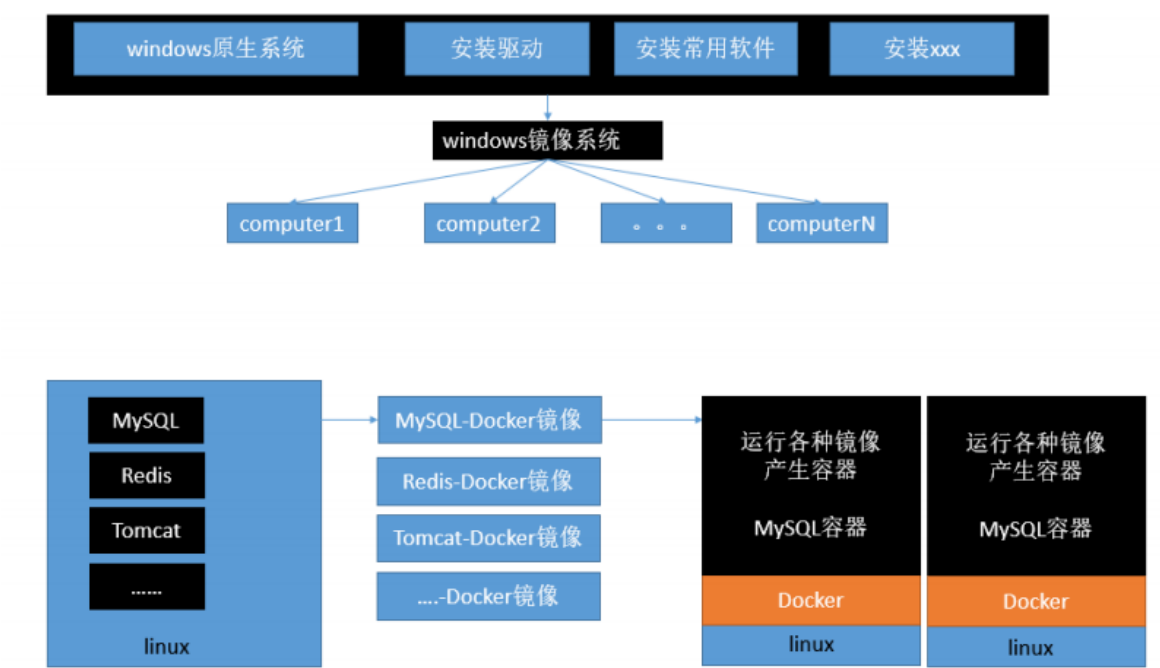 windows原生系统
安装驱动
安装常用软件
安装xxx
windows镜像系统
computer1
computer2
。。。
computerN
MySQL
Redis
Tomcat
......
linux
MySQL-Docker镜像
Redis-Docker镜像
Tomcat-Docker镜像
....-Docker镜像
运行各种镜像
产生容器
MySQL容器
Docker
linux
运行各种镜像
产生容器
MySQL容器
Docker
linux